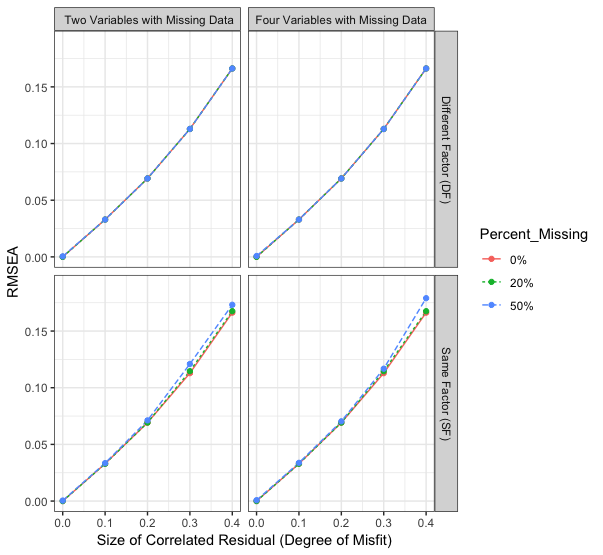 Two Variables with Missing Data
Four Variables with Missing Data
0.15
0.10
0.05
0.00
Different Factor (DF)
RMSEA
0.15
0.10
0.05
0.00
Same Factor (SF)
0.0 0.1 0.2 0.3 0.4
0.0 0.1 0.2 0.3 0.4
Size of Correlated Residual (Degree of Misfit)
Percent_Missing
0%
20%
50%